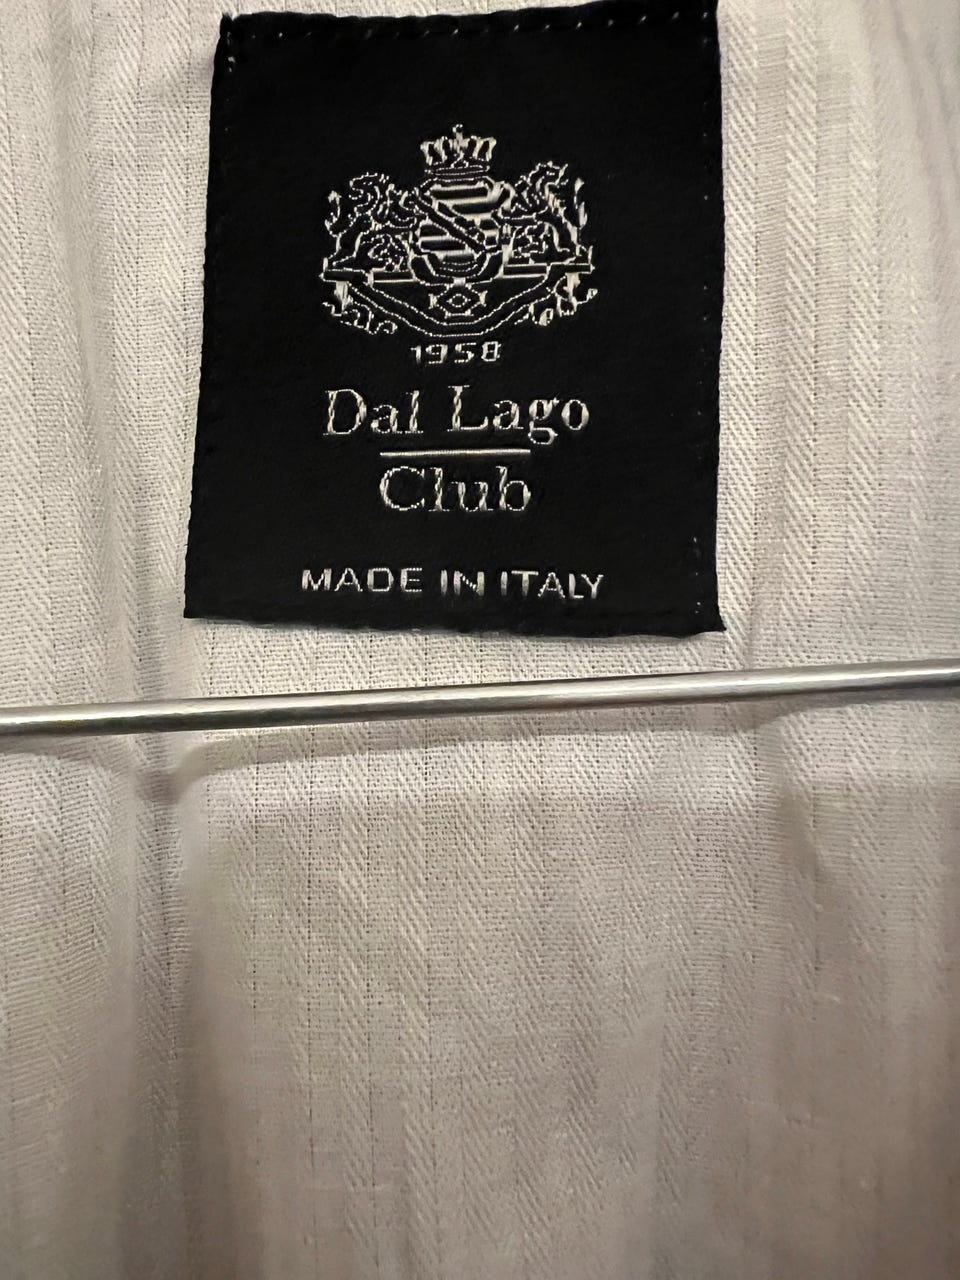 1958
Dal Lago
Club
MADE IN ITALY